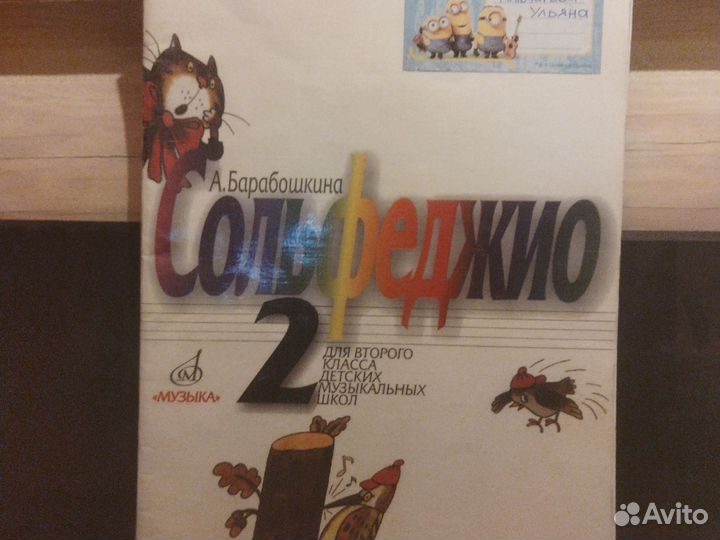 Ульяна
А.Барабошкина
Сольфеджио
2
ДЛЯ ВТОРОГО
КЛАССА
ДЕТСКИХ
МУЗЫКАЛЬНЫХ
ШКОЛ
«МУЗЫКА»
Avito